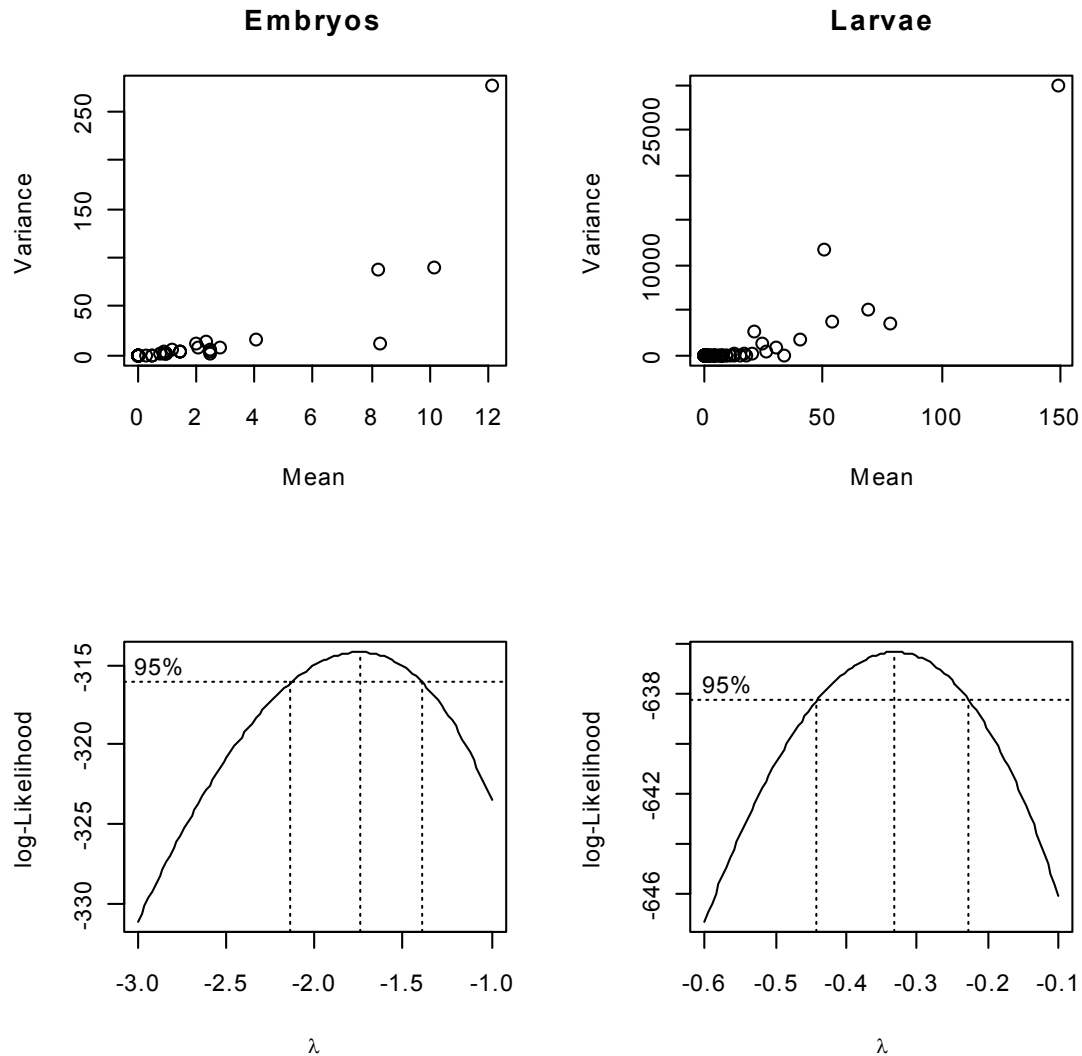 Embryos
Larvae
Variance
250
150
50
0
0 2 4 6 8 10 12
Mean
Variance
25000
10000
0
0 50 100 150
Mean
log-Likelihood
-315
-320
-325
-330
95%
-3.0 -2.5 -2.0 -1.5 -1.0
λ
log-Likelihood
-638
-642
-646
95%
-0.6 -0.5 -0.4 -0.3 -0.2 -0.1
λ